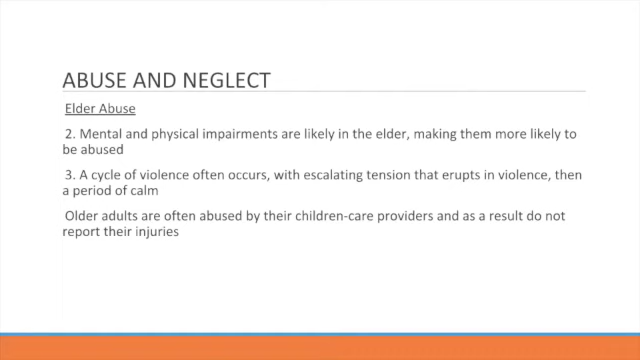 ABUSE AND NEGLECT
Elder Abuse
2. Mental and physical impairments are likely in the elder, making them more likely to
be abused
3. A cycle of violence often occurs, with escalating tension that erupts in violence, then
a period of calm
Older adults are often abused by their children-care providers and as a result do not
report their injuries